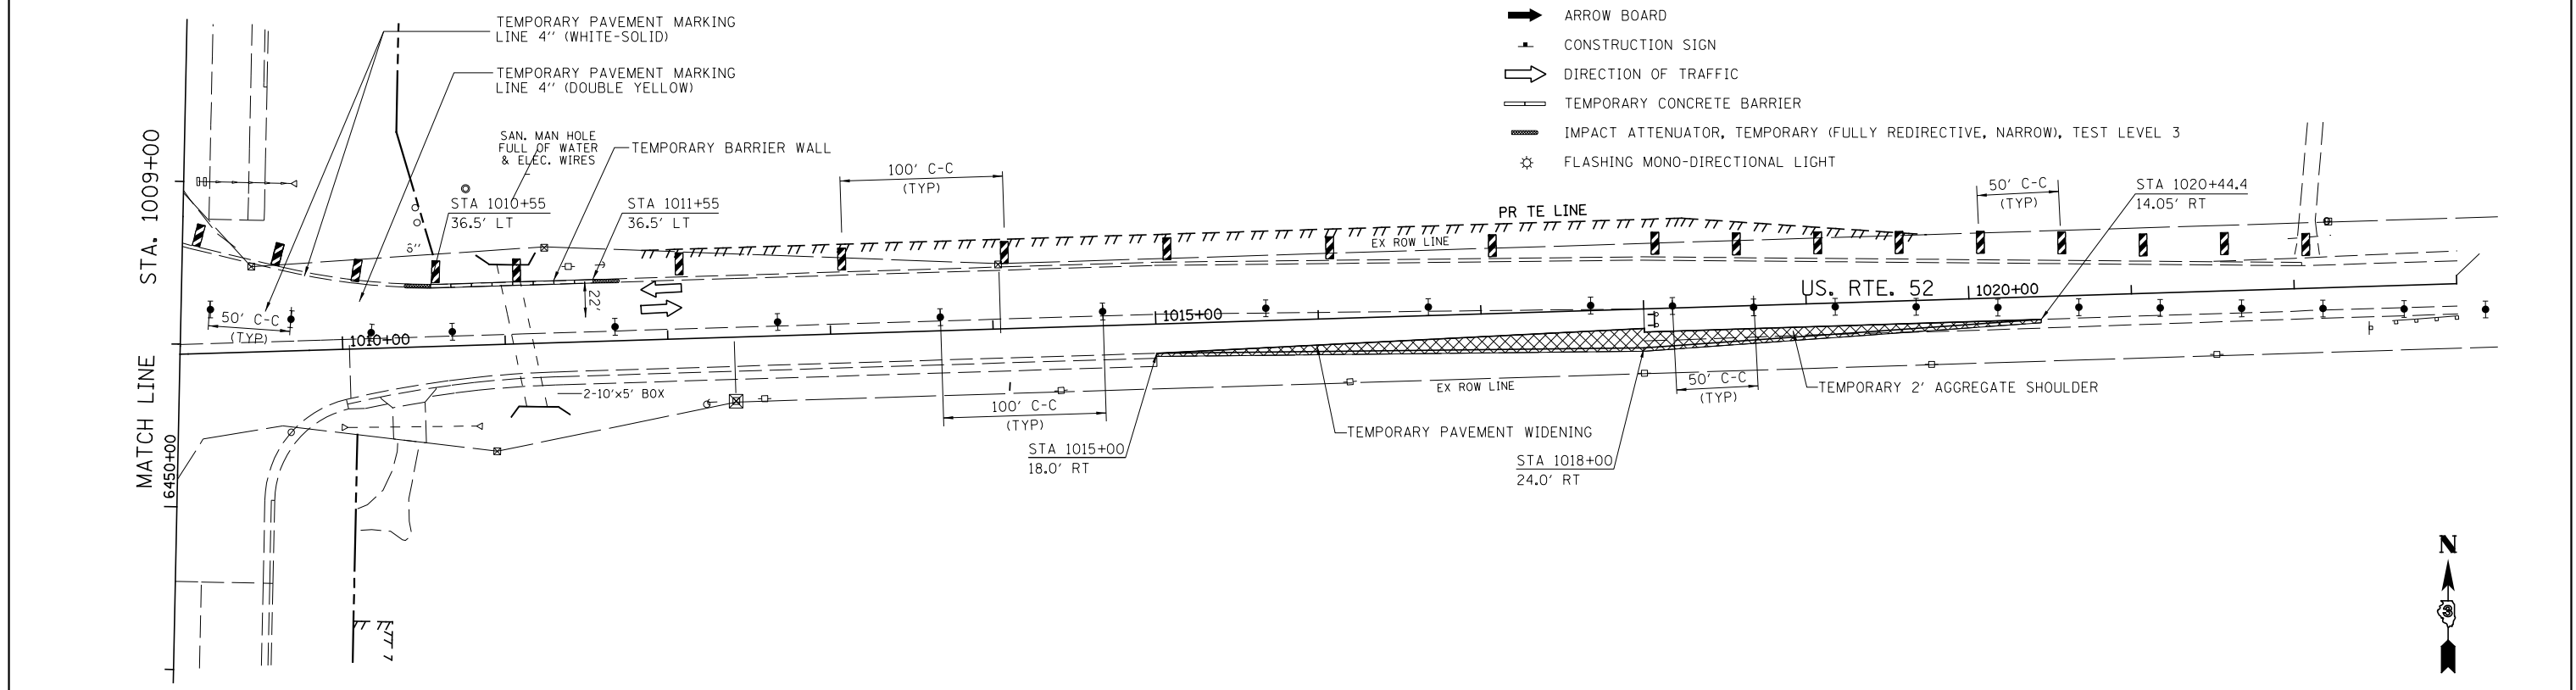 TEMPORARY PAVEMENT MARKING
LINE 4'' (WHITE-SOLID)
TEMPORARY PAVEMENT MARKING
LINE 4'' (DOUBLE YELLOW)
ARROW BOARD
CONSTRUCTION SIGN
DIRECTION OF TRAFFIC
TEMPORARY CONCRETE BARRIER
IMPACT ATTENUATOR, TEMPORARY (FULLY REDIRECTIVE, NARROW), TEST LEVEL 3
FLASHING MONO-DIRECTIONAL LIGHT
SAN. MAN HOLE
FULL OF WATER
& ELEC. WIRES
TEMPORARY BARRIER WALL
100' C-C
(TYP)
50' C-C
(TYP)
STA 1020+44.4
14.05' RT
STA 1010+55
36.5' LT
STA 1011+55
36.5' LT
PR TE LINE
EX ROW LINE
8''
22'
US. RTE. 52
1020+00
1015+00
1010+00
50' C-C
(TYP)
MATCH LINE STA. 1009+00
6450+00
2-10'x5' BOX
100' C-C
(TYP)
EX ROW LINE
50' C-C
(TYP)
TEMPORARY 2' AGGREGATE SHOULDER
TEMPORARY PAVEMENT WIDENING
STA 1015+00
18.0' RT
STA 1018+00
24.0' RT
N
3